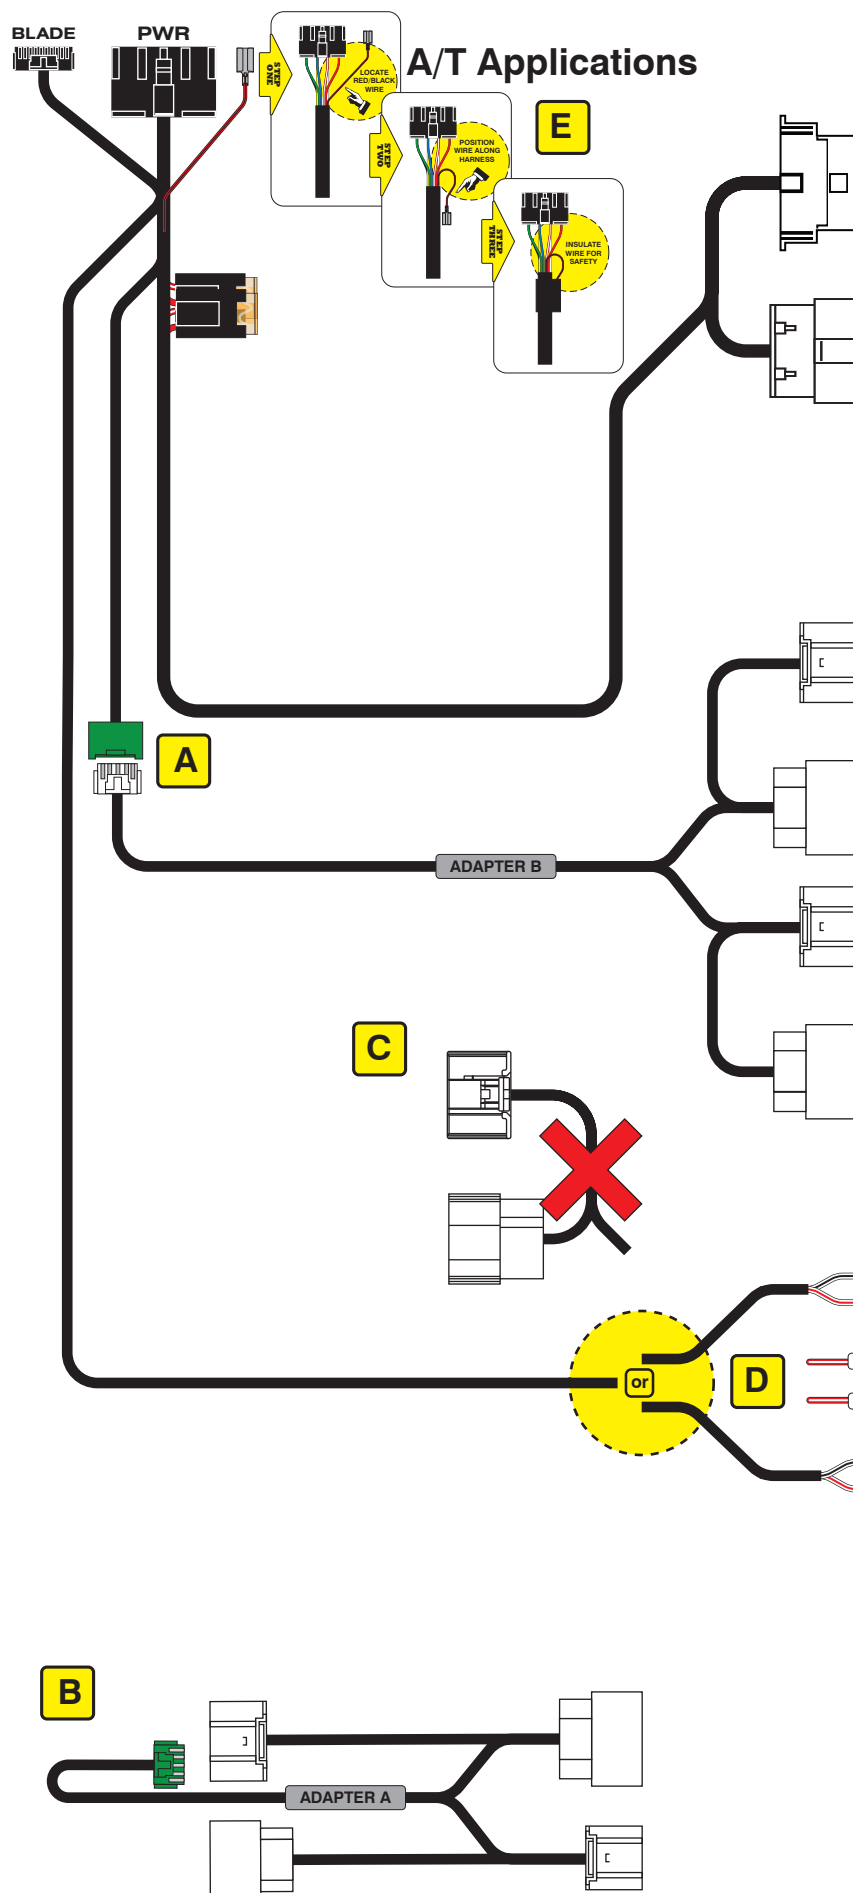 BLADE
PWR
A/T Applications
STEP
ONE
LOCATE
RED/BLACK
WIRE
STEP
TWO
POSITION
WIRE ALONG
HARNESS
E
STEP
THREE
INSULATE
WIRE FOR
SAFETY
A
ADAPTER B
C
or
D
B
ADAPTER A